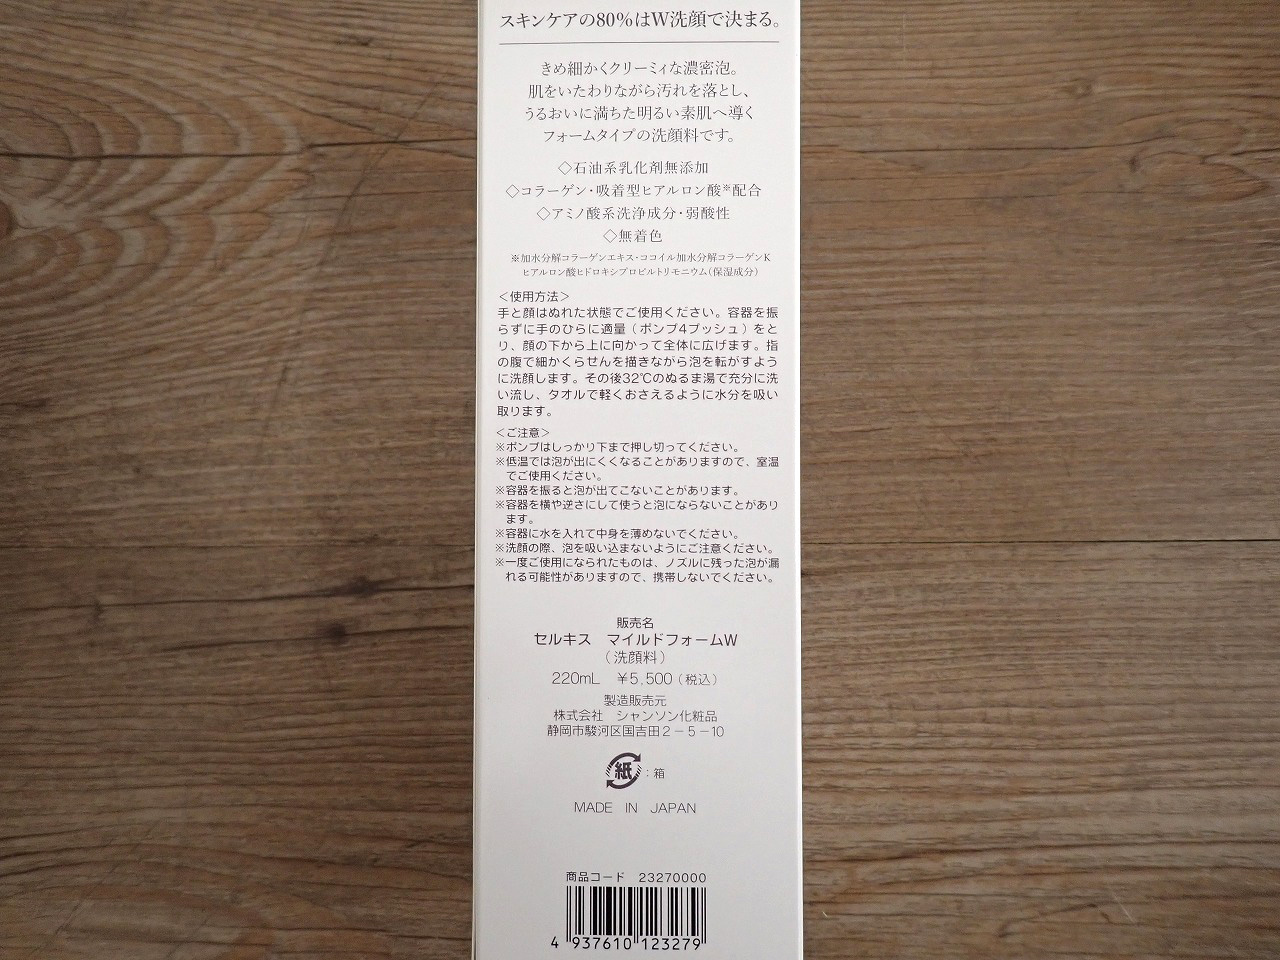 スキンケアの80%はW洗顔で決まる。
きめ細かくクリーミィな濃密泡。
肌をいたわりながら汚れを落とし、
うるおいに満ちた明るい素肌へ導く
フォームタイプの洗顔料です。
◇石油系乳化剤無添加
◇コラーゲン・吸着型ヒアルロン酸※配合
◇アミノ酸系洗浄成分・弱酸性
◇無着色
※加水分解コラーゲンエキス・ココイル加水分解コラーゲンK
ヒアルロン酸ヒドロキシプロピルトリモニウム(保湿成分)
＜使用方法＞
手と顔はぬれた状態でご使用ください。容器を振
らずに手のひらに適量(ポンプ4プッシュ)をと
り、顔の下から上に向かって全体に広げます。指
の腹で細かくらせんを描きながら泡を転がすよう
に洗顔します。その後32℃のぬるま湯で充分に洗
い流し、タオルで軽くおさえるように水分を吸い
取ります。
＜ご注意＞
※ポンプはしっかり下まで押し切ってください。
※低温では泡が出にくくなることがありますので、室温
でご使用ください。
※容器を振ると泡が出てこないことがあります。
※容器を横や逆さにして使うと泡にならないことがあり
ます。
※容器に水を入れて中身を薄めないでください。
※洗顔の際、泡を吸い込まないようにご注意ください。
※一度ご使用になられたものは、ノズルに残った泡が漏
れる可能性がありますので、携帯しないでください。
販売名
セルキス マイルドフォームW
(洗顔料)
220mL ¥5,500(税込)
製造販売元
株式会社 シャンソン化粧品
静岡市駿河区国吉田2-5-10
紙:箱
MADE IN JAPAN
商品コード 23270000
4 937610 123279